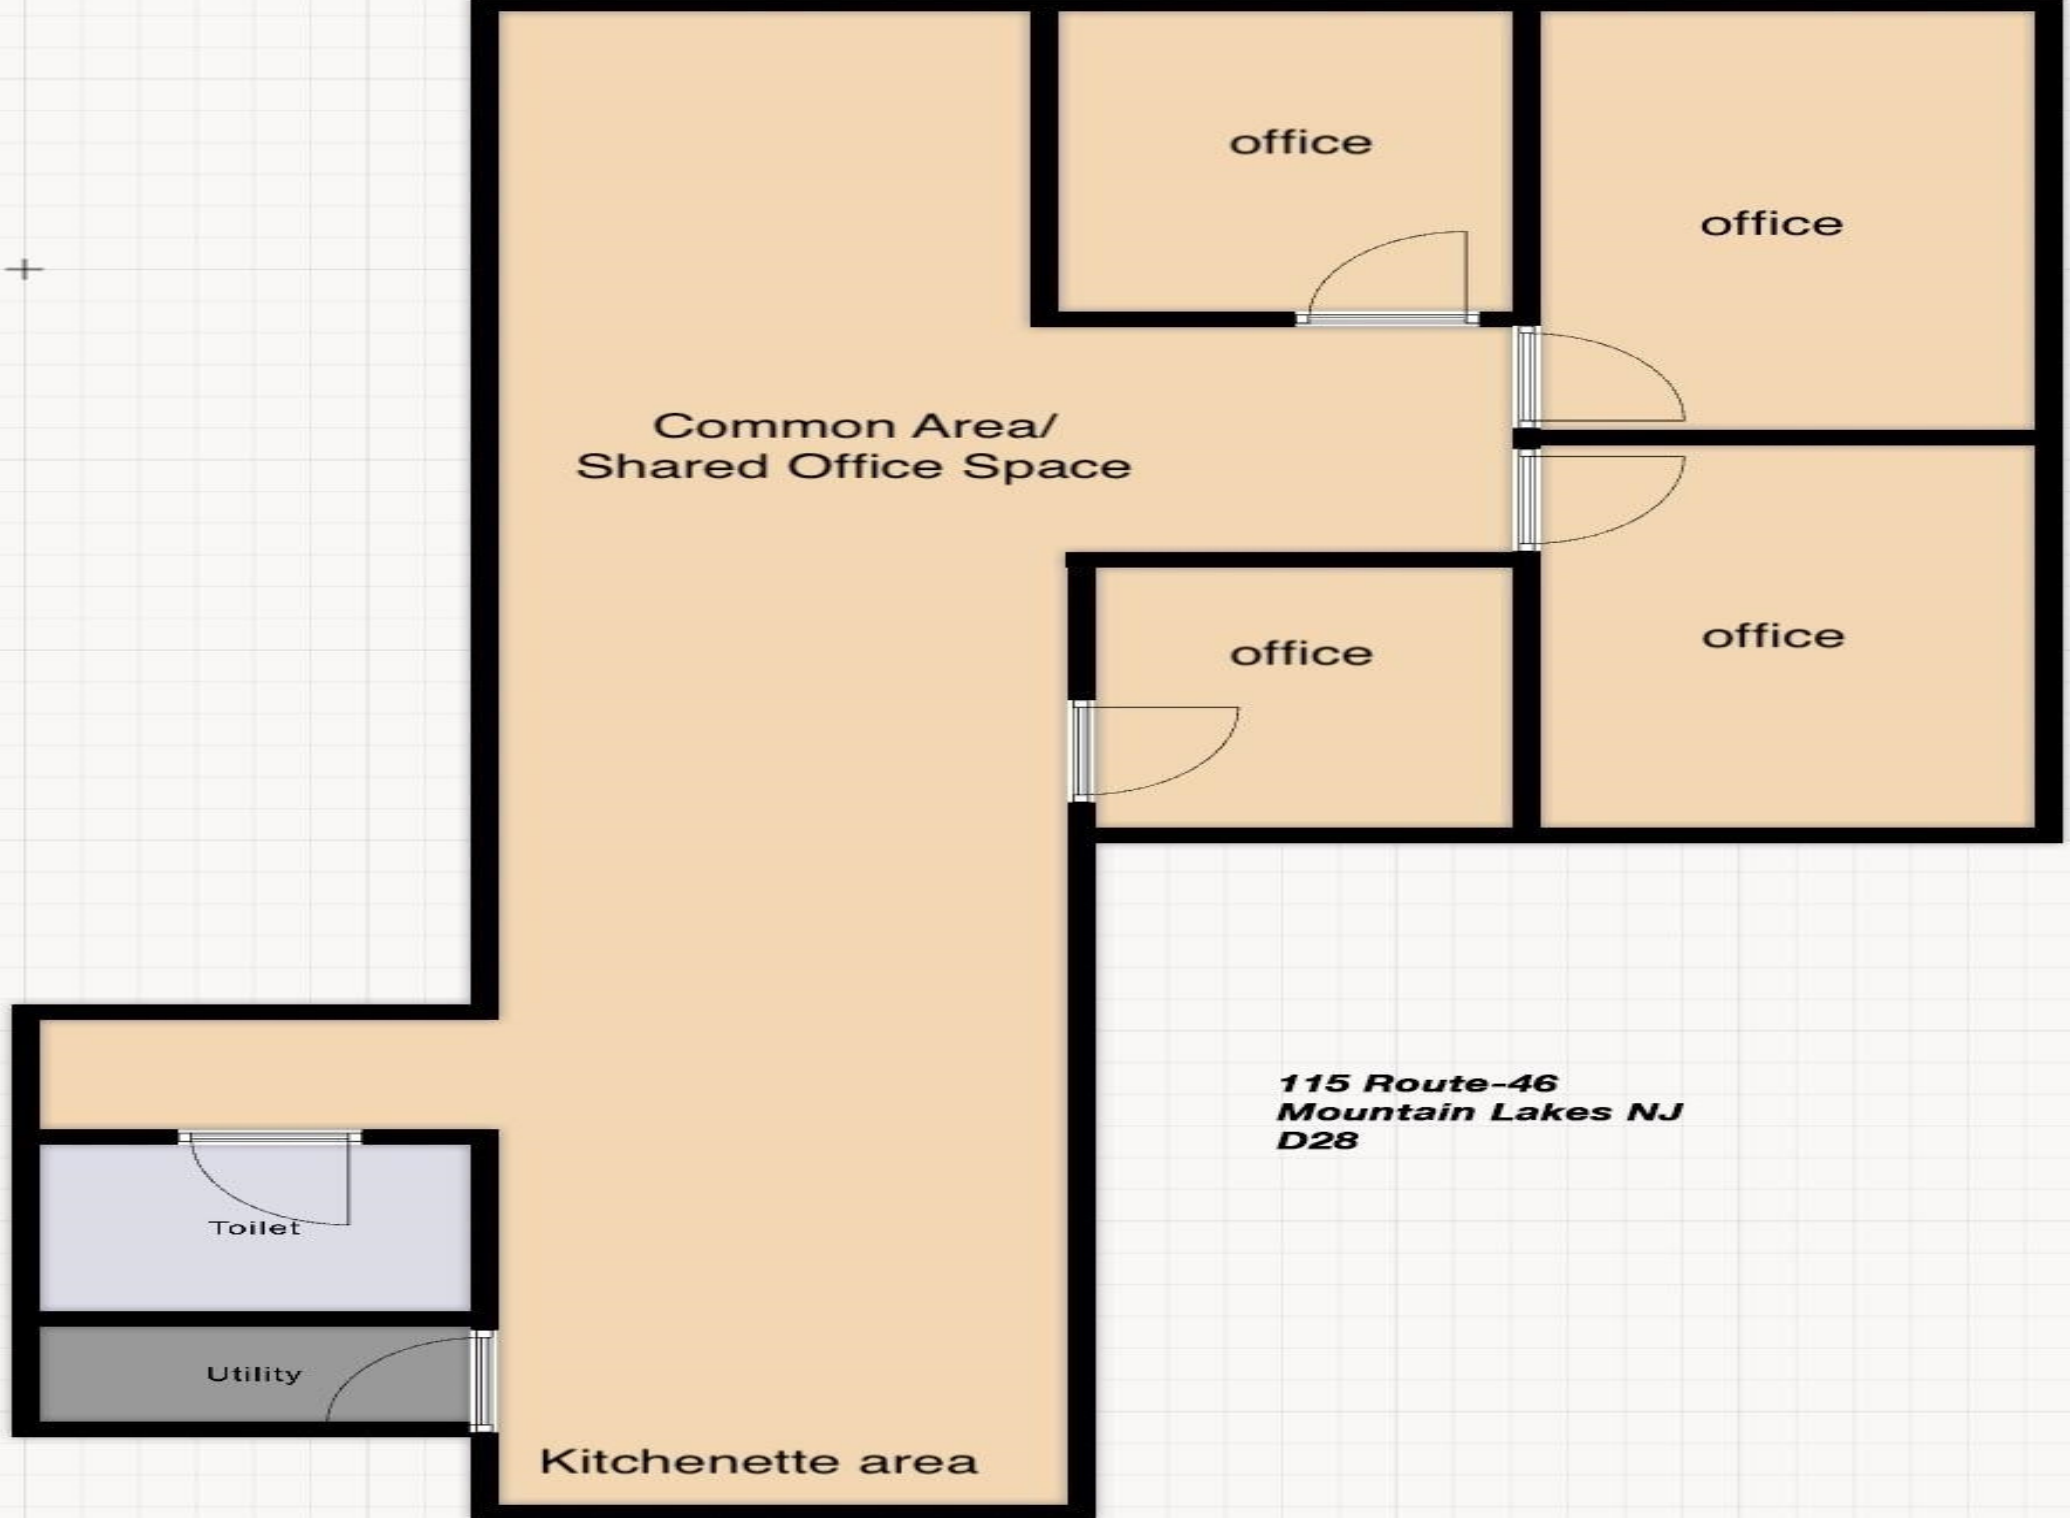 office
office
Common Area/
Shared Office Space
office
office
115 Route-46
Mountain Lakes NJ
D28
Toilet
Utility
Kitchenette area